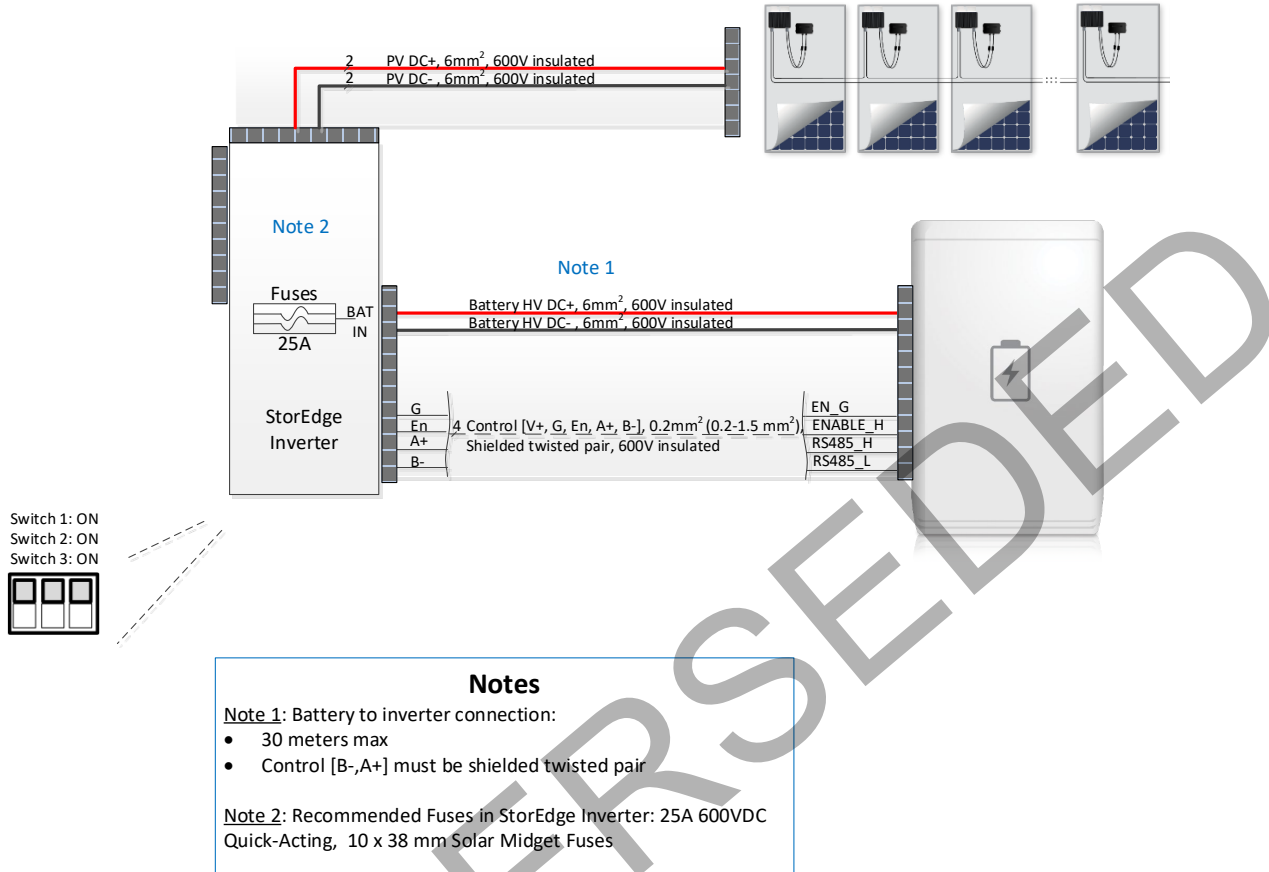 2 PV DC+, 6mm², 600V insulated
2 PV DC- , 6mm², 600V insulated
Note 2
Note 1
Fuses
25A
BAT
IN
Battery HV DC+, 6mm², 600V insulated
Battery HV DC- , 6mm², 600V insulated
StorEdge
Inverter
G
En
A+
B-
4 Control [V+, G, En, A+, B-], 0.2mm² (0.2-1.5 mm²),
Shielded twisted pair, 600V insulated
EN_G
ENABLE_H
RS485_H
RS485_L
Switch 1: ON
Switch 2: ON
Switch 3: ON
Notes
Note 1: Battery to inverter connection:
• 30 meters max
• Control [B-,A+] must be shielded twisted pair
Note 2: Recommended Fuses in StorEdge Inverter: 25A 600VDC
Quick-Acting, 10 x 38 mm Solar Midget Fuses
ERSEDED